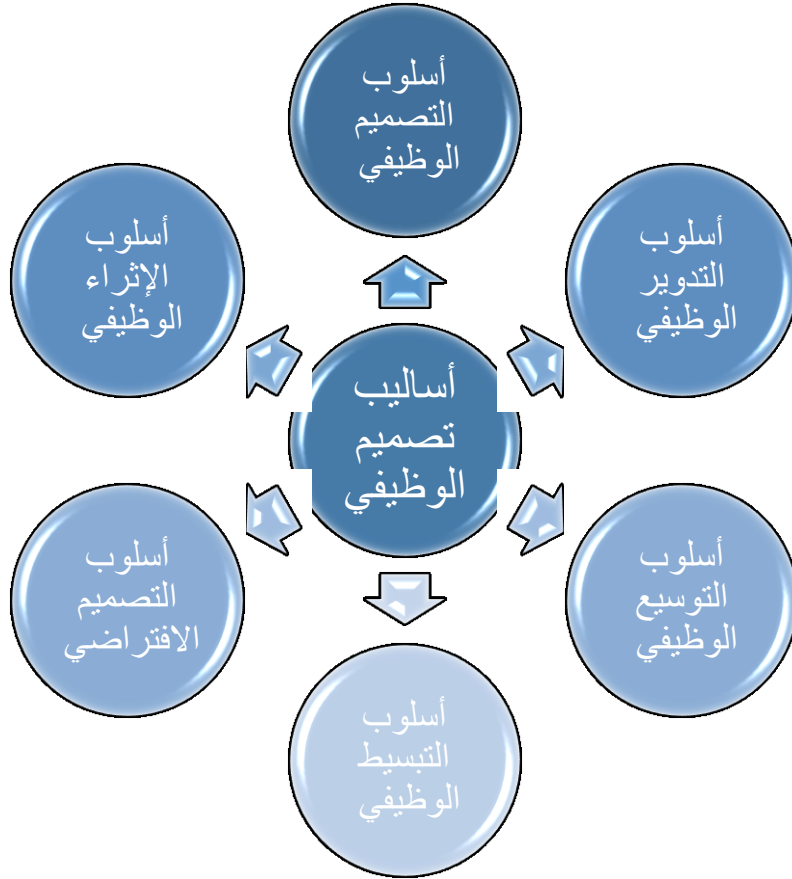 أسلوب
التصميم
الوظيفي
أسلوب
التدوير
الوظيفي
أسلوب
الإثراء
الوظيفي
أساليب
تصميم
الوظيفي
أسلوب
التوسيع
الوظيفي
أسلوب
التصميم
الافتراضي
أسلوب
التبسيط
الوظيفي